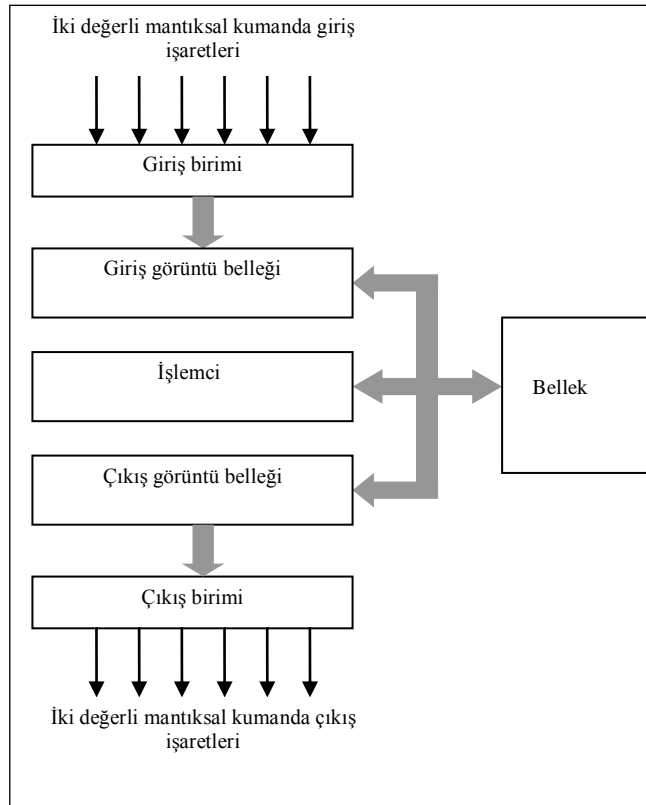 İki değerli mantıksal kumanda giriş
işaretleri
Giriş birimi
Giriş görüntü belleği
İşlemci
Bellek
Çıkış görüntü belleği
Çıkış birimi
İki değerli mantıksal kumanda çıkış
işaretleri